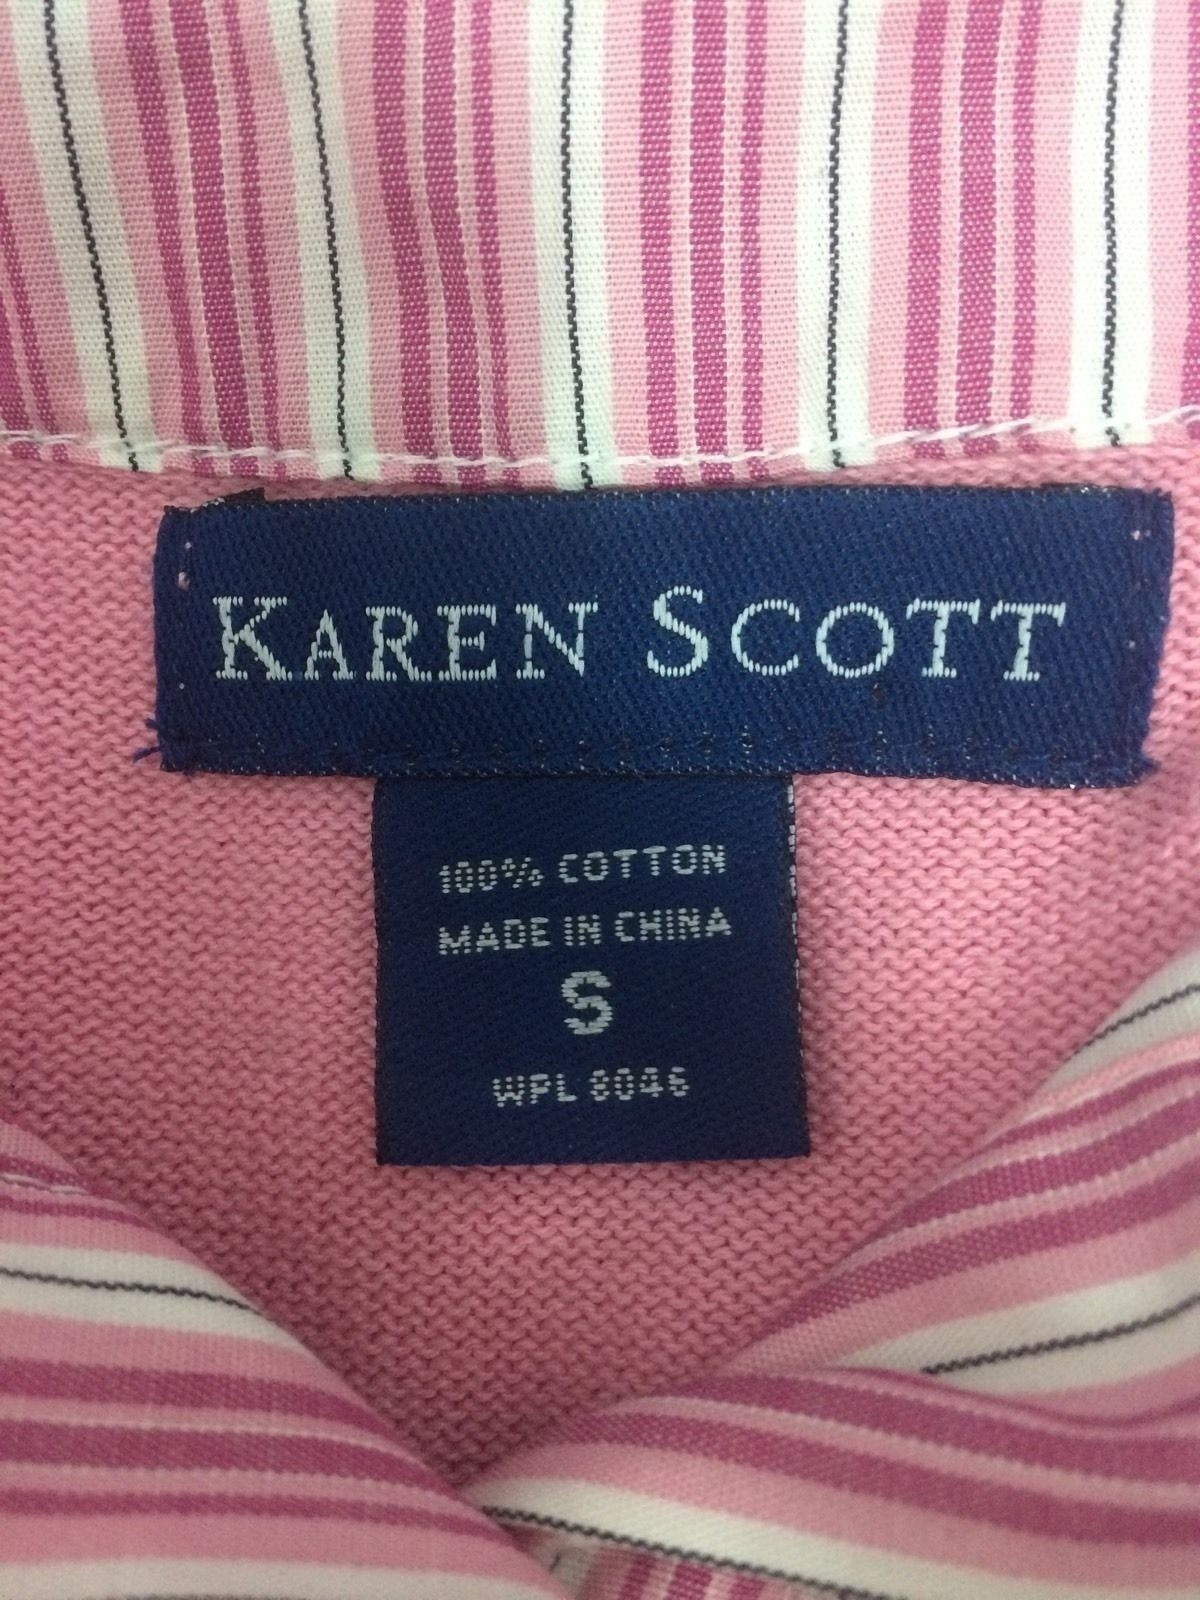 KAREN SCOTT
100% COTTON
MADE IN CHINA
S
WPL 8046